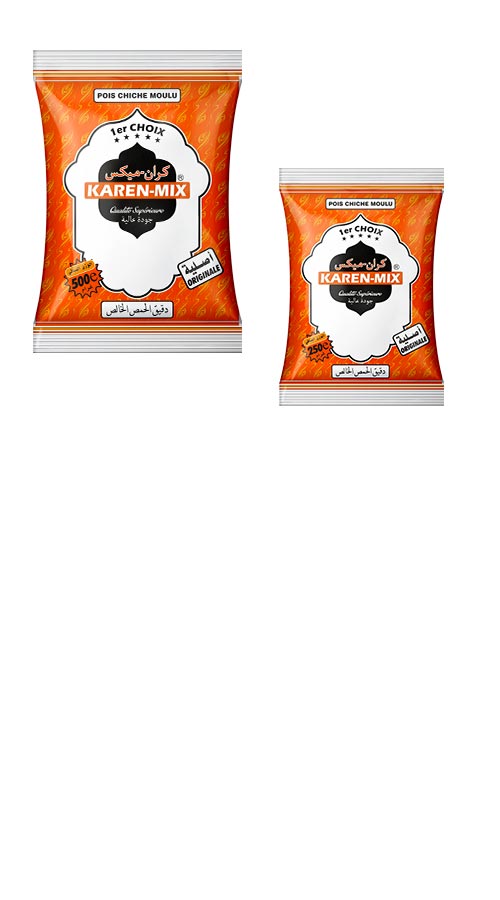 POIS CHICHE MOULU
1er CHOIX
كران-ميكس
KAREN-MIX®
Qualité Supérieure
جودة عالية
أصلية
ORIGINALE
500G
دقيق الحمص الخالص
POIS CHICHE MOULU
1er CHOIX
كران-ميكس
KAREN-MIX®
Qualité Supérieure
جودة عالية
أصلية
ORIGINALE
250G
دقيق الحمص الخالص